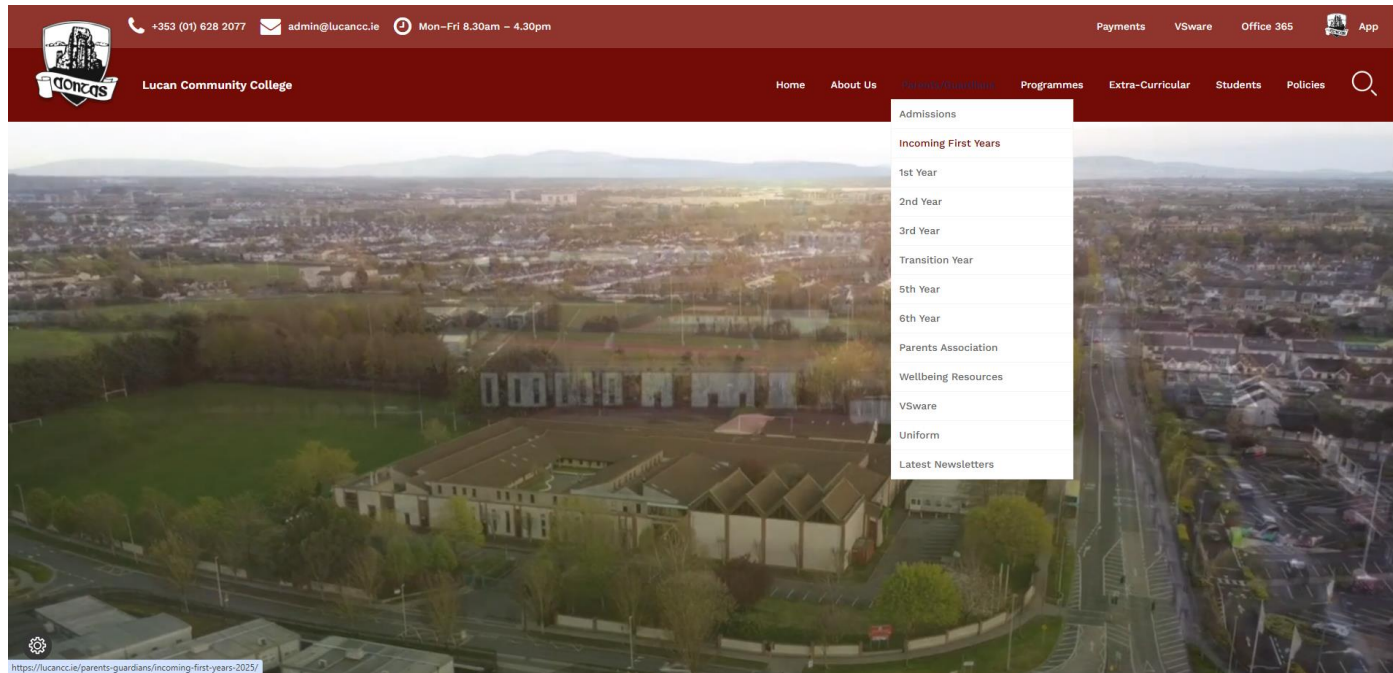 +353 (01) 628 2077 admin@lucancc.ie Mon–Fri 8.30am – 4.30pm Payments VSware Office 365 App
aontas
Lucan Community College Home About Us Parents/Guardians Programmes Extra-Curricular Students Policies
Admissions
Incoming First Years
1st Year
2nd Year
3rd Year
Transition Year
5th Year
6th Year
Parents Association
Wellbeing Resources
VSware
Uniform
Latest Newsletters
https://lucancc.ie/parents-guardians/incoming-first-years-2025/